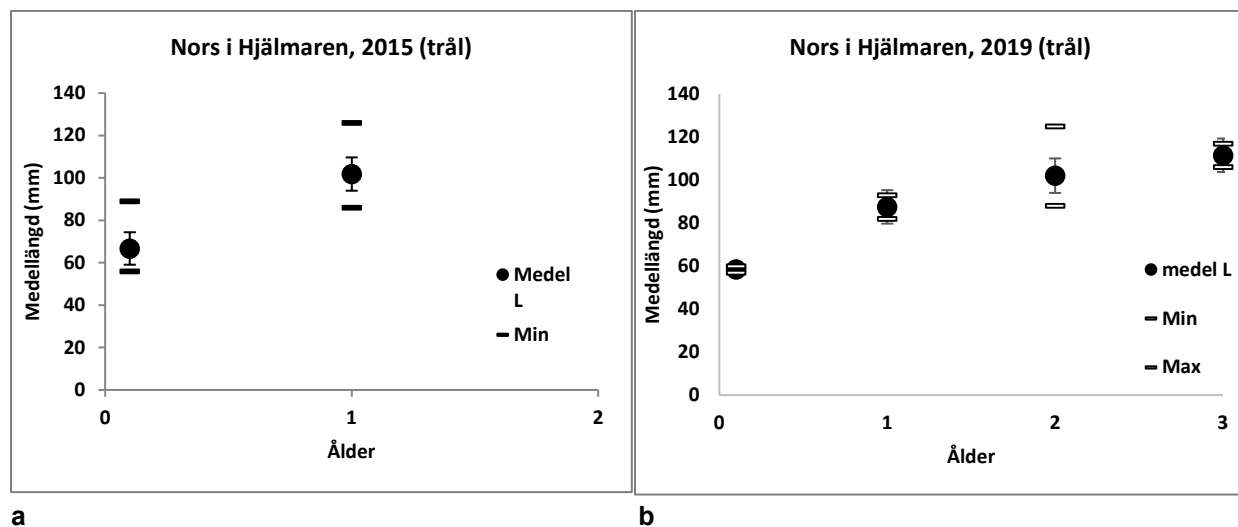 Nors i Hjälmaren, 2015 (trål)
Medellängd (mm)
140
120
100
80
60
40
20
0
0
1
2
Ålder
Medel
L
Min
a
Nors i Hjälmaren, 2019 (trål)
Medellängd (mm)
140
120
100
80
60
40
20
0
0
1
2
3
Ålder
medel L
Min
Max
b